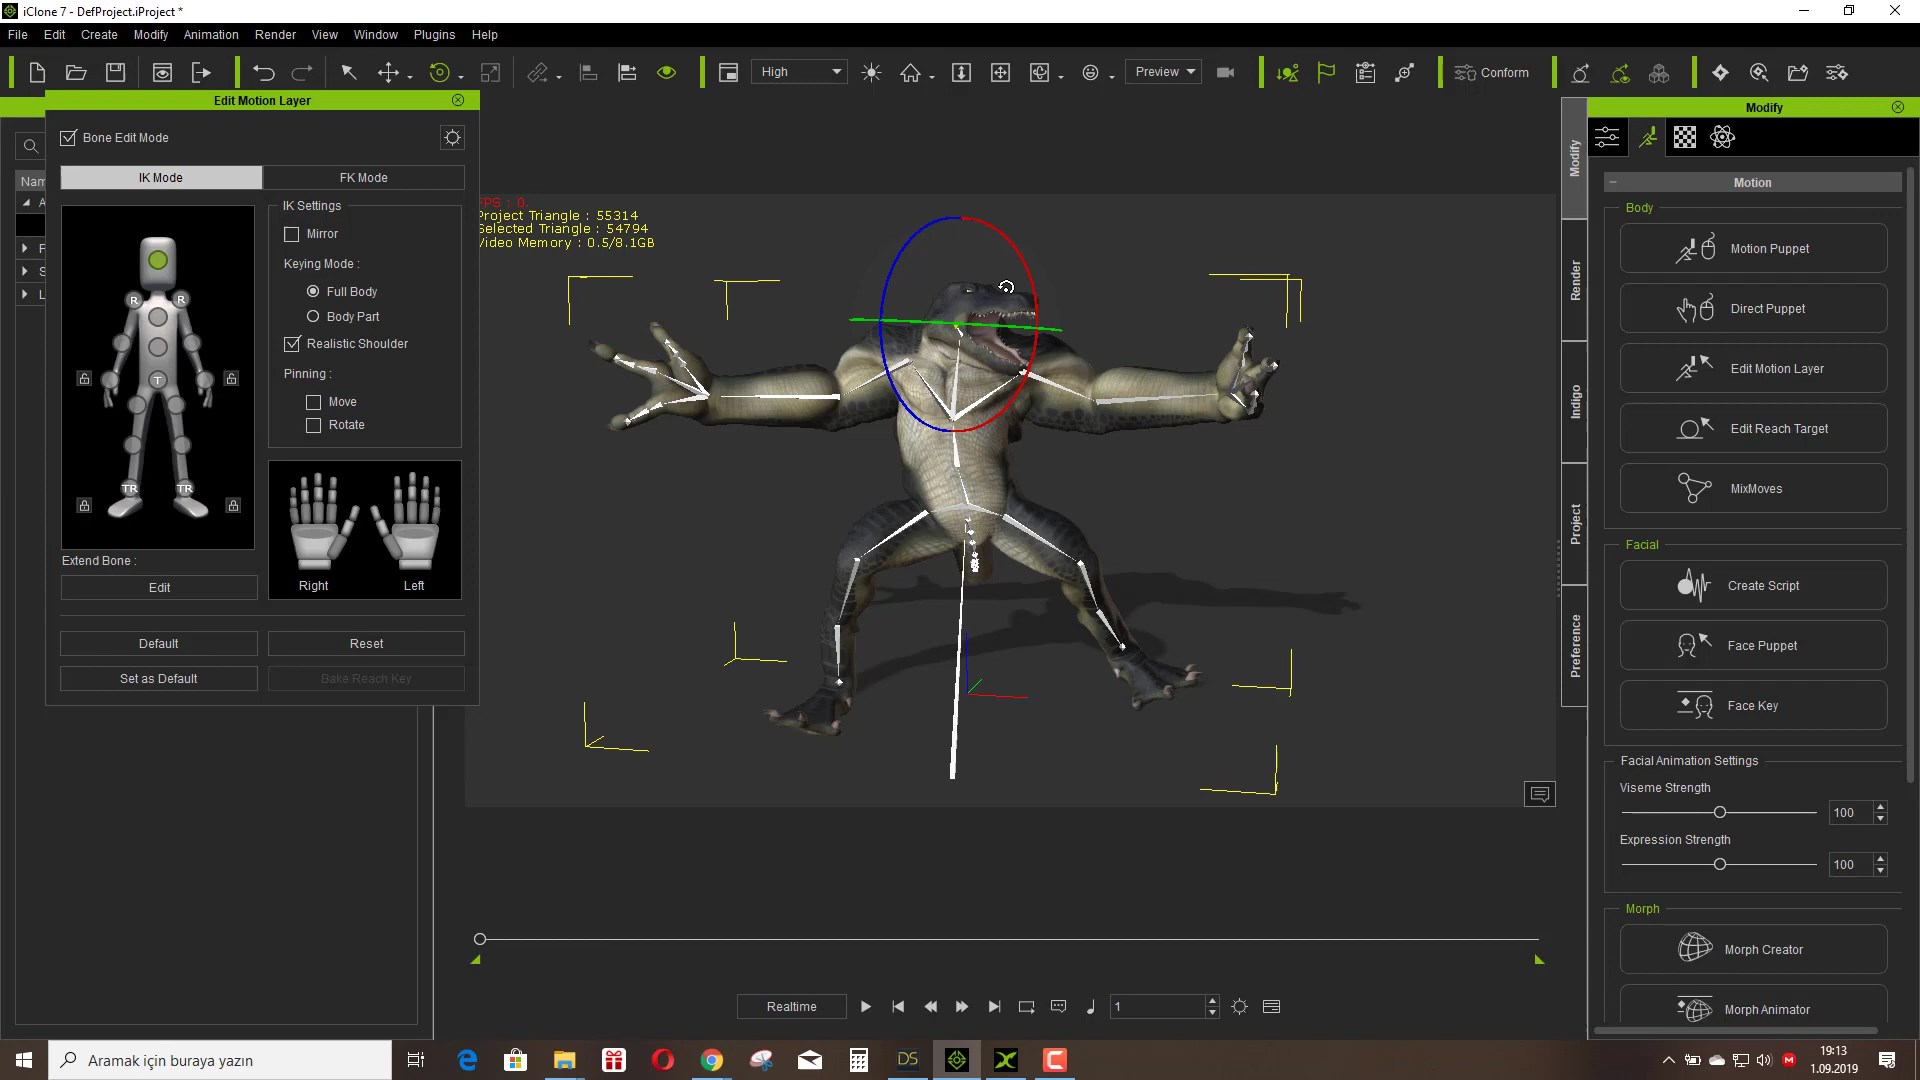 iClone 7 - DefProject.iProject *
File Edit Create Modify Animation Render View Window Plugins Help
High
Preview
Conform
Edit Motion Layer
Bone Edit Mode
IK Mode
FK Mode
R R
T
TR TR
IK Settings
Mirror
Keying Mode :
Full Body
Body Part
Realistic Shoulder
Pinning :
Move
Rotate
Right Left
Extend Bone :
Edit
Default
Reset
Set as Default
Bake Reach Key
Nam
A
F
S
L
FPS : 0.
Project Triangle : 55314
Selected Triangle : 54794
Video Memory : 0.5/8.1GB
Modify
Render
Indigo
Project
Preference
Modify
Motion
Body
Motion Puppet
Direct Puppet
Edit Motion Layer
Edit Reach Target
MixMoves
Facial
Create Script
Face Puppet
Face Key
Facial Animation Settings
Viseme Strength
100
Expression Strength
100
Morph
Morph Creator
Morph Animator
Realtime
1
Aramak için buraya yazın
DS
19:13
1.09.2019